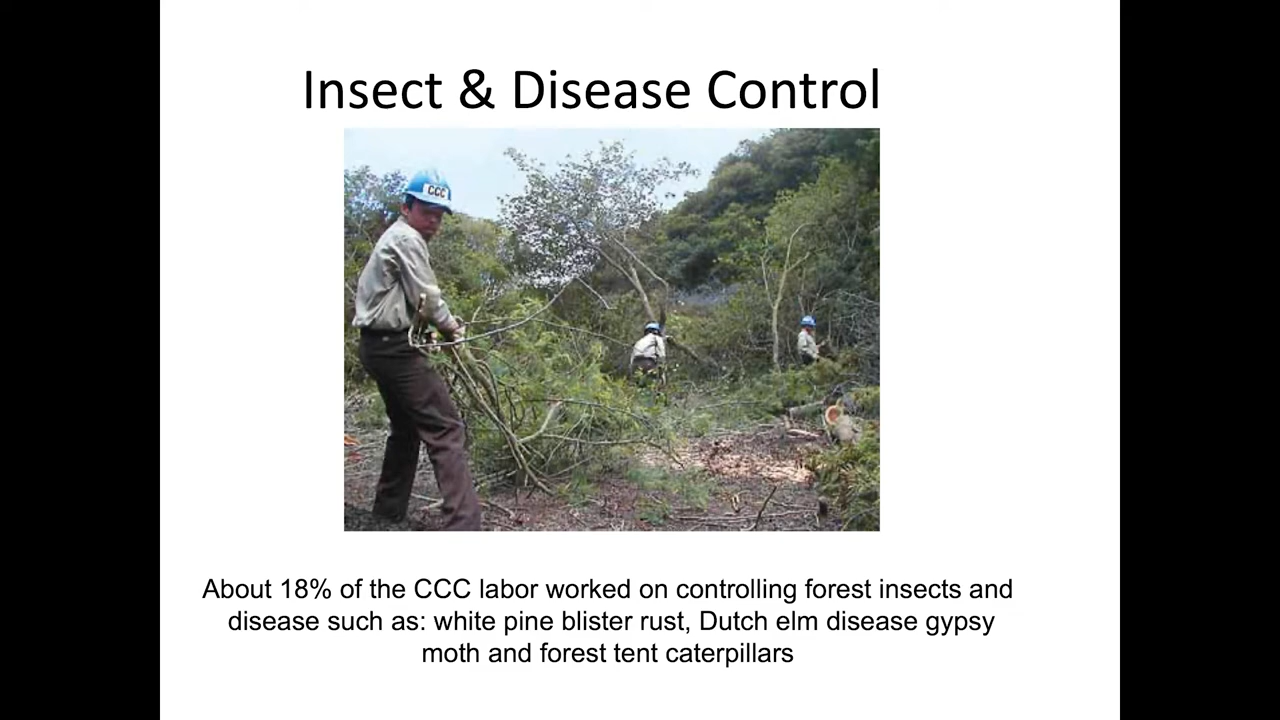 Insect & Disease Control
CCC
About 18% of the CCC labor worked on controlling forest insects and
disease such as: white pine blister rust, Dutch elm disease gypsy
moth and forest tent caterpillars